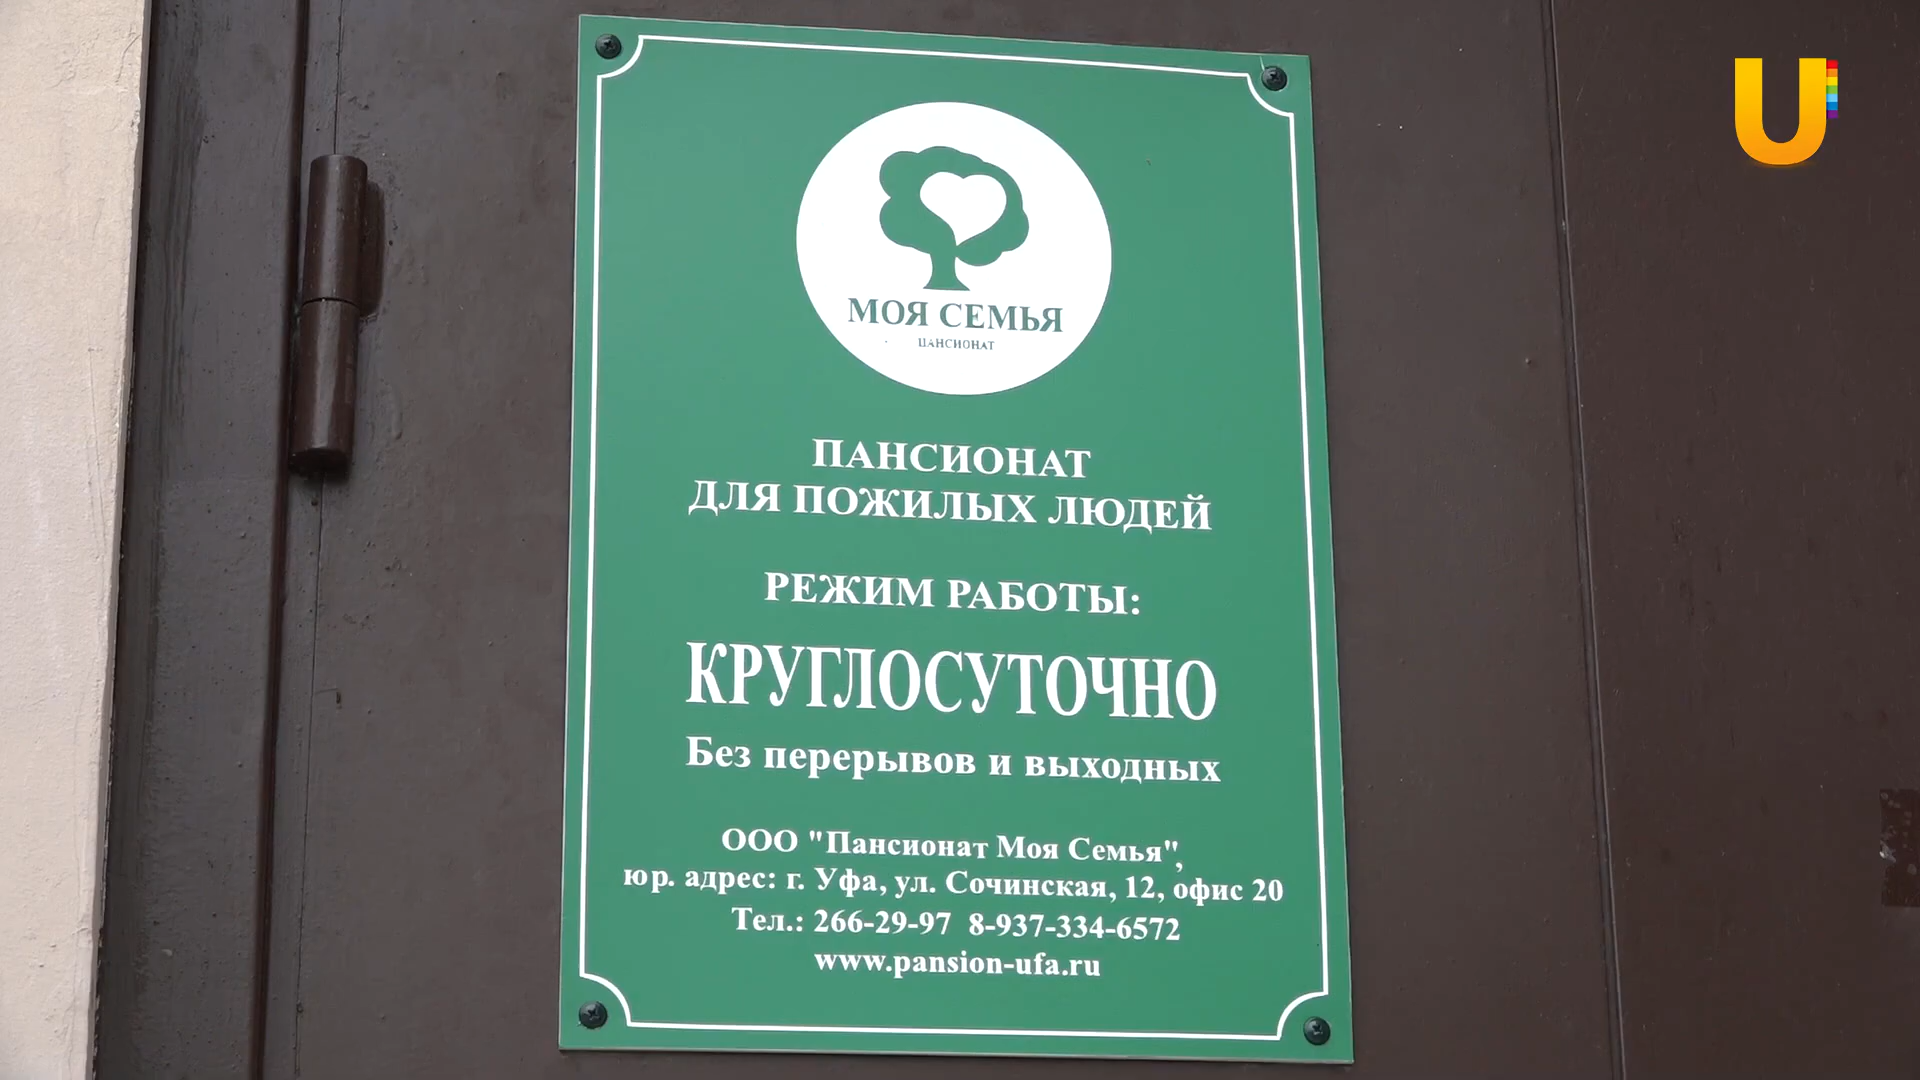 U
МОЯ СЕМЬЯ
ПАНСИОНАТ
ПАНСИОНАТ
ДЛЯ ПОЖИЛЫХ ЛЮДЕЙ
РЕЖИМ РАБОТЫ:
КРУГЛОСУТОЧНО
Без перерывов и выходных
ООО "Пансионат Моя Семья",
юр. адрес: г. Уфа, ул. Сочинская, 12, офис 20
Тел.: 266-29-97 8-937-334-6572
www.pansion-ufa.ru